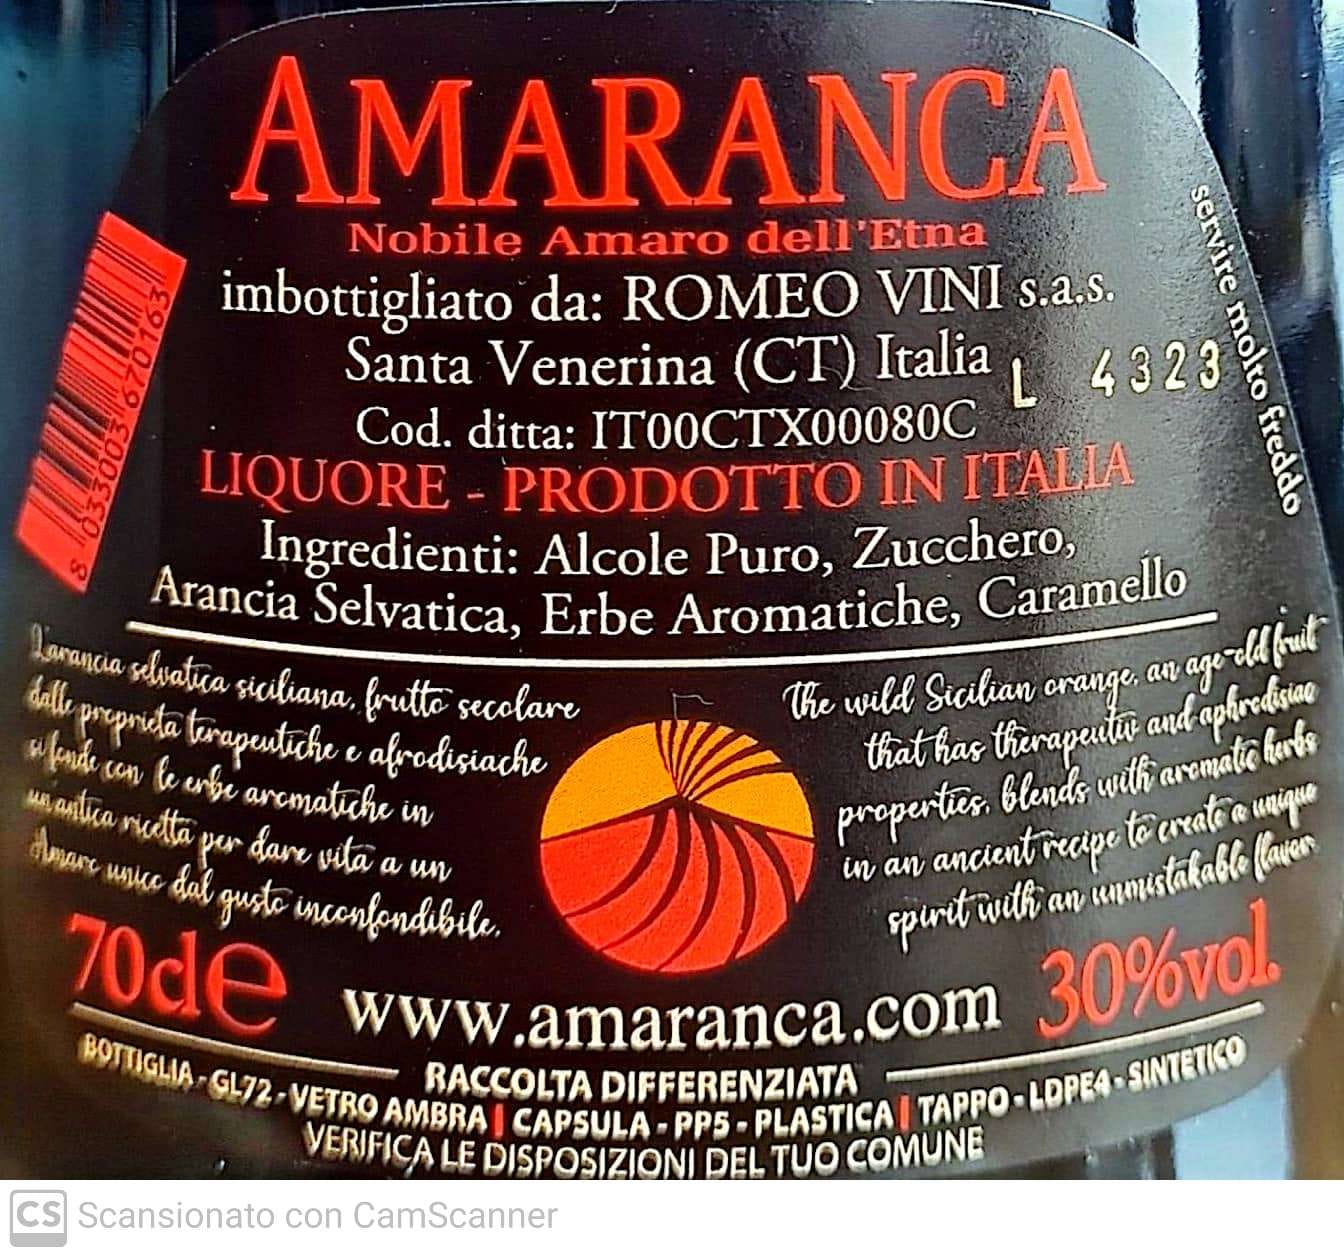 AMARANCA
Nobile Amaro dell'Etna
imbottigliato da: ROMEO VINI s.a.s.
Santa Venerina (CT) Italia
L 4323
Cod. ditta: IT00CTX00080C
LIQUORE - PRODOTTO IN ITALIA
Ingredienti: Alcole Puro, Zucchero,
Arancia Selvatica, Erbe Aromatiche, Caramello
servire molto freddo
8 033003 670163
L'arancia selvatica siciliana, frutto secolare
dalle proprietà terapeutiche e afrodisiache
si fonde con le erbe aromatiche in
un antica ricetta per dare vita a un
Amaro unico dal gusto inconfondibile.
The wild Sicilian orange, an age-old fruit
that has therapeutic and aphrodisiac
properties, blends with aromatic herbs
in an ancient recipe to create a unique
spirit with an unmistakable flavor.
70cl e
www.amaranca.com
30%vol.
RACCOLTA DIFFERENZIATA
BOTTIGLIA - GL72 - VETRO AMBRA | CAPSULA - PP5 - PLASTICA | TAPPO - LDPE4 - SINTETICO
VERIFICA LE DISPOSIZIONI DEL TUO COMUNE
CS Scansionato con CamScanner